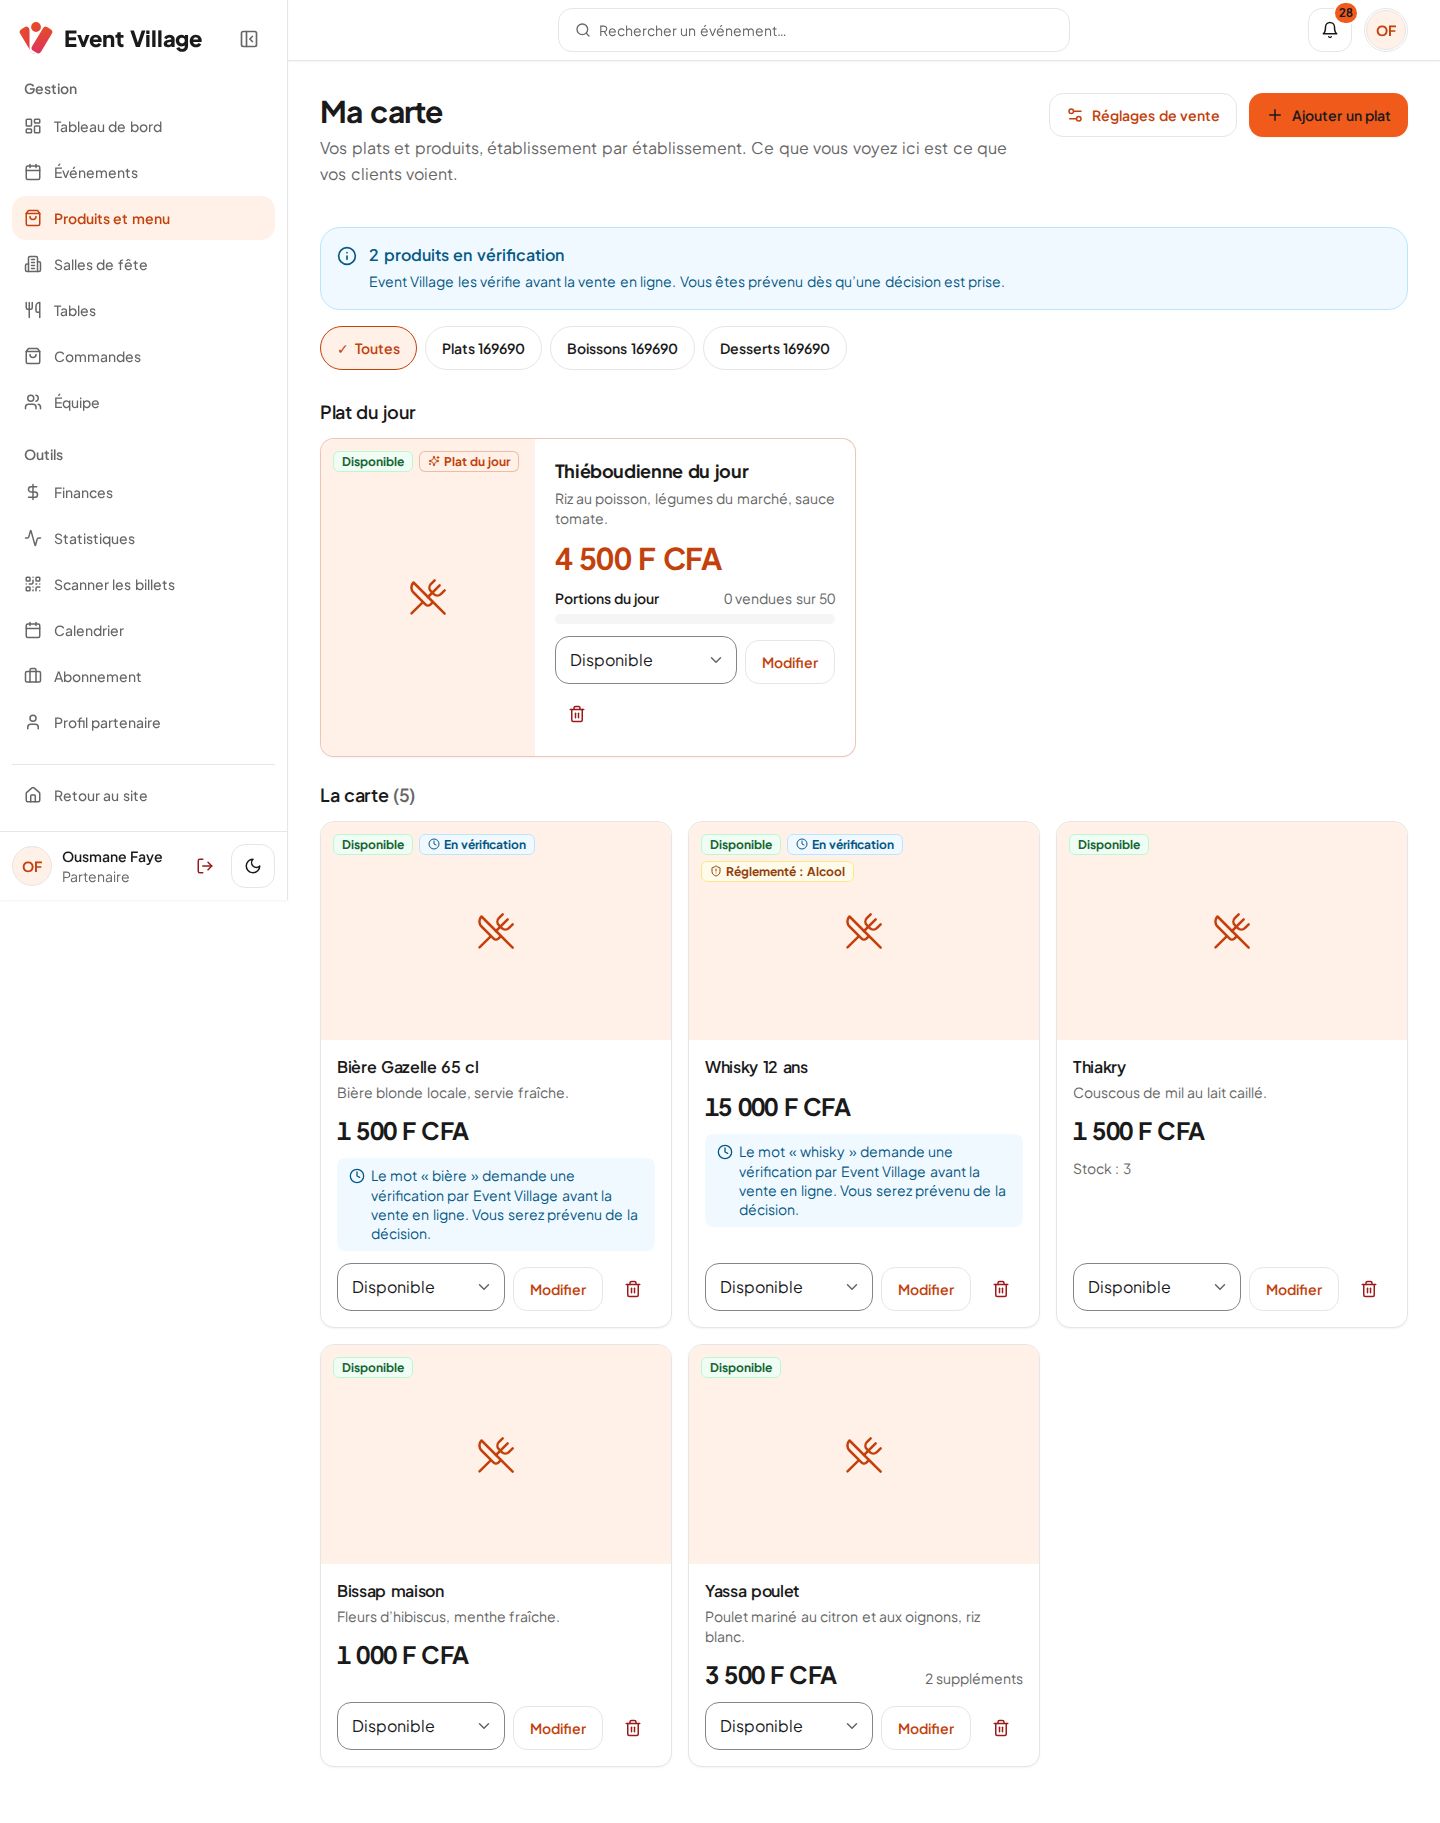 Event Village
Rechercher un événement…
28
OF
Gestion
Tableau de bord
Événements
Produits et menu
Salles de fête
Tables
Commandes
Équipe
Outils
Finances
Statistiques
Scanner les billets
Calendrier
Abonnement
Profil partenaire
Retour au site
OF
Ousmane Faye
Partenaire
Ma carte
Vos plats et produits, établissement par établissement. Ce que vous voyez ici est ce que
vos clients voient.
Réglages de vente
Ajouter un plat
2 produits en vérification
Event Village les vérifie avant la vente en ligne. Vous êtes prévenu dès qu’une décision est prise.
✓ Toutes
Plats 169690
Boissons 169690
Desserts 169690
Plat du jour
Disponible
Plat du jour
Thiéboudienne du jour
Riz au poisson, légumes du marché, sauce
tomate.
4 500 F CFA
Portions du jour
0 vendues sur 50
Disponible
Modifier
La carte (5)
Disponible
En vérification
Bière Gazelle 65 cl
Bière blonde locale, servie fraîche.
1 500 F CFA
Le mot « bière » demande une
vérification par Event Village avant la
vente en ligne. Vous serez prévenu de la
décision.
Disponible
Modifier
Disponible
En vérification
Réglementé : Alcool
Whisky 12 ans
15 000 F CFA
Le mot « whisky » demande une
vérification par Event Village avant la
vente en ligne. Vous serez prévenu de la
décision.
Disponible
Modifier
Disponible
Thiakry
Couscous de mil au lait caillé.
1 500 F CFA
Stock : 3
Disponible
Modifier
Disponible
Bissap maison
Fleurs d’hibiscus, menthe fraîche.
1 000 F CFA
Disponible
Modifier
Disponible
Yassa poulet
Poulet mariné au citron et aux oignons, riz
blanc.
3 500 F CFA
2 suppléments
Disponible
Modifier